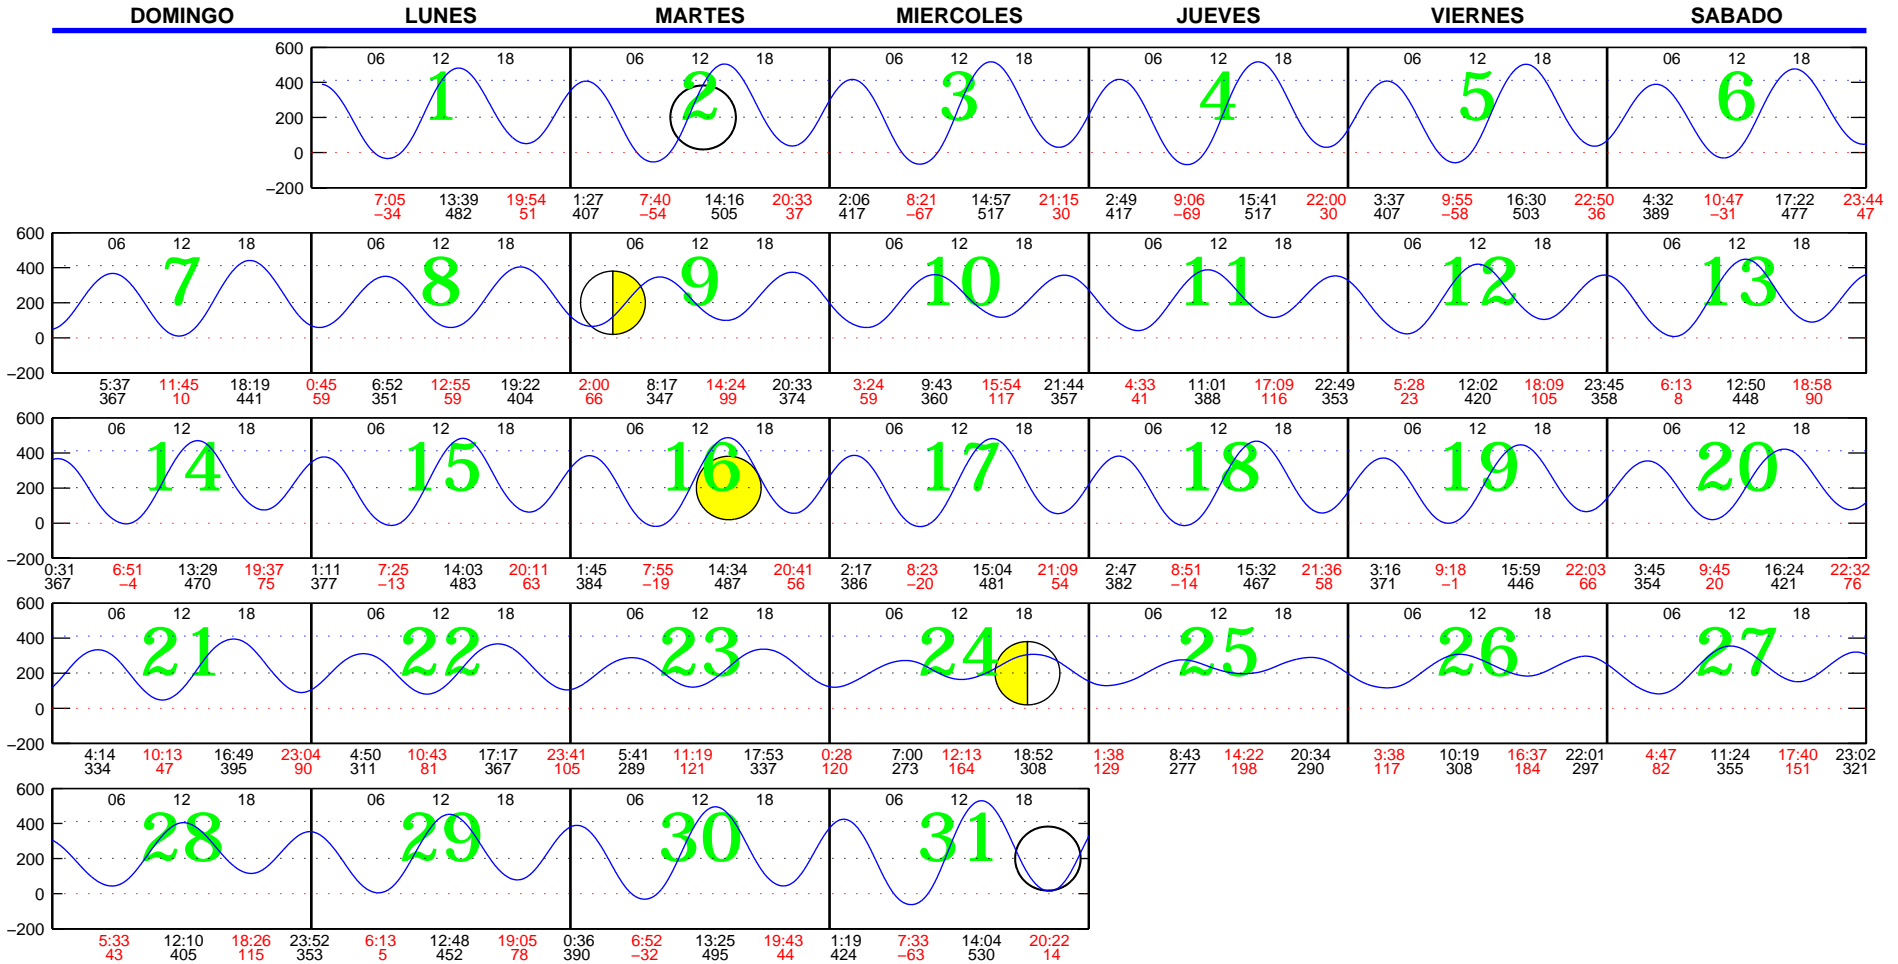 DOMINGO LUNES MARTES MIERCOLES JUEVES VIERNES SABADO
600 400 200 0 −200
06 12 18 06 12 18 06 12 18 06 12 18 06 12 18 06 12 18
1 2 3 4 5 6
7:05 13:39 19:54 1:27 7:40 14:16 20:33 2:06 8:21 14:57 21:15 2:49 9:06 15:41 22:00 3:37 9:55 16:30 22:50 4:32 10:47 17:22 23:44
−34 482 51 407 −54 505 37 417 −67 517 30 417 −69 517 30 407 −58 503 36 389 −31 477 47
600 400 200 0 −200
06 12 18 06 12 18 06 12 18 06 12 18 06 12 18 06 12 18 06 12 18
7 8 9 10 11 12 13
5:37 11:45 18:19 0:45 6:52 12:55 19:22 2:00 8:17 14:24 20:33 3:24 9:43 15:54 21:44 4:33 11:01 17:09 22:49 5:28 12:02 18:09 23:45 6:13 12:50 18:58
367 10 441 59 351 59 404 66 347 99 374 59 360 117 357 41 388 116 353 23 420 105 358 8 448 90
600 400 200 0 −200
06 12 18 06 12 18 06 12 18 06 12 18 06 12 18 06 12 18 06 12 18
14 15 16 17 18 19 20
0:31 6:51 13:29 19:37 1:11 7:25 14:03 20:11 1:45 7:55 14:34 20:41 2:17 8:23 15:04 21:09 2:47 8:51 15:32 21:36 3:16 9:18 15:59 22:03 3:45 9:45 16:24 22:32
367 −4 470 75 377 −13 483 63 384 −19 487 56 386 −20 481 54 382 −14 467 58 371 −1 446 66 354 20 421 76
600 400 200 0 −200
06 12 18 06 12 18 06 12 18 06 12 18 06 12 18 06 12 18 06 12 18
21 22 23 24 25 26 27
4:14 10:13 16:49 23:04 4:50 10:43 17:17 23:41 5:41 11:19 17:53 0:28 7:00 12:13 18:52 1:38 8:43 14:22 20:34 3:38 10:19 16:37 22:01 4:47 11:24 17:40 23:02
334 47 395 90 311 81 367 105 289 121 337 120 273 164 308 129 277 198 290 117 308 184 297 82 355 151 321
600 400 200 0 −200
06 12 18 06 12 18 06 12 18 06 12 18
28 29 30 31
5:33 12:10 18:26 23:52 6:13 12:48 19:05 0:36 6:52 13:25 19:43 1:19 7:33 14:04 20:22
43 405 115 353 5 452 78 390 −32 495 44 424 −63 530 14